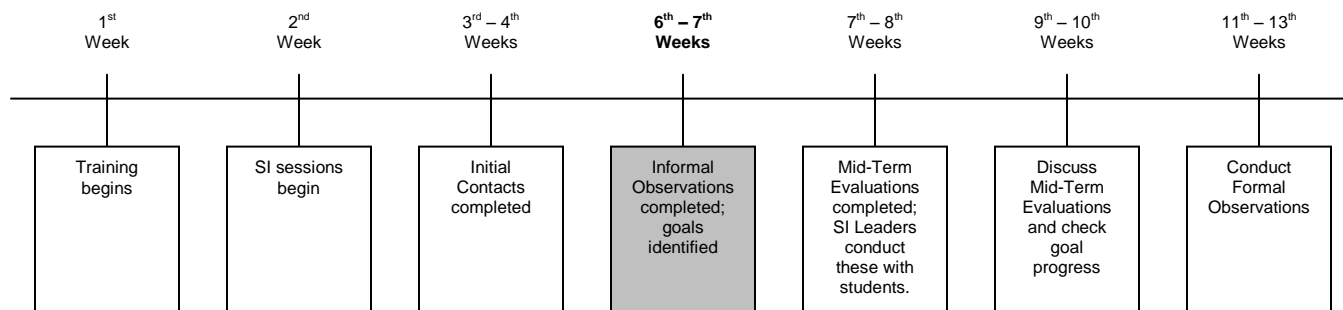 1st
Week
2nd
Week
3rd – 4th
Weeks
6th – 7th
Weeks
7th – 8th
Weeks
9th – 10th
Weeks
11th – 13th
Weeks
Training
begins
SI sessions
begin
Initial
Contacts
completed
Informal
Observations
completed;
goals
identified
Mid-Term
Evaluations
completed;
SI Leaders
conduct
these with
students.
Discuss
Mid-Term
Evaluations
and check
goal
progress
Conduct
Formal
Observations